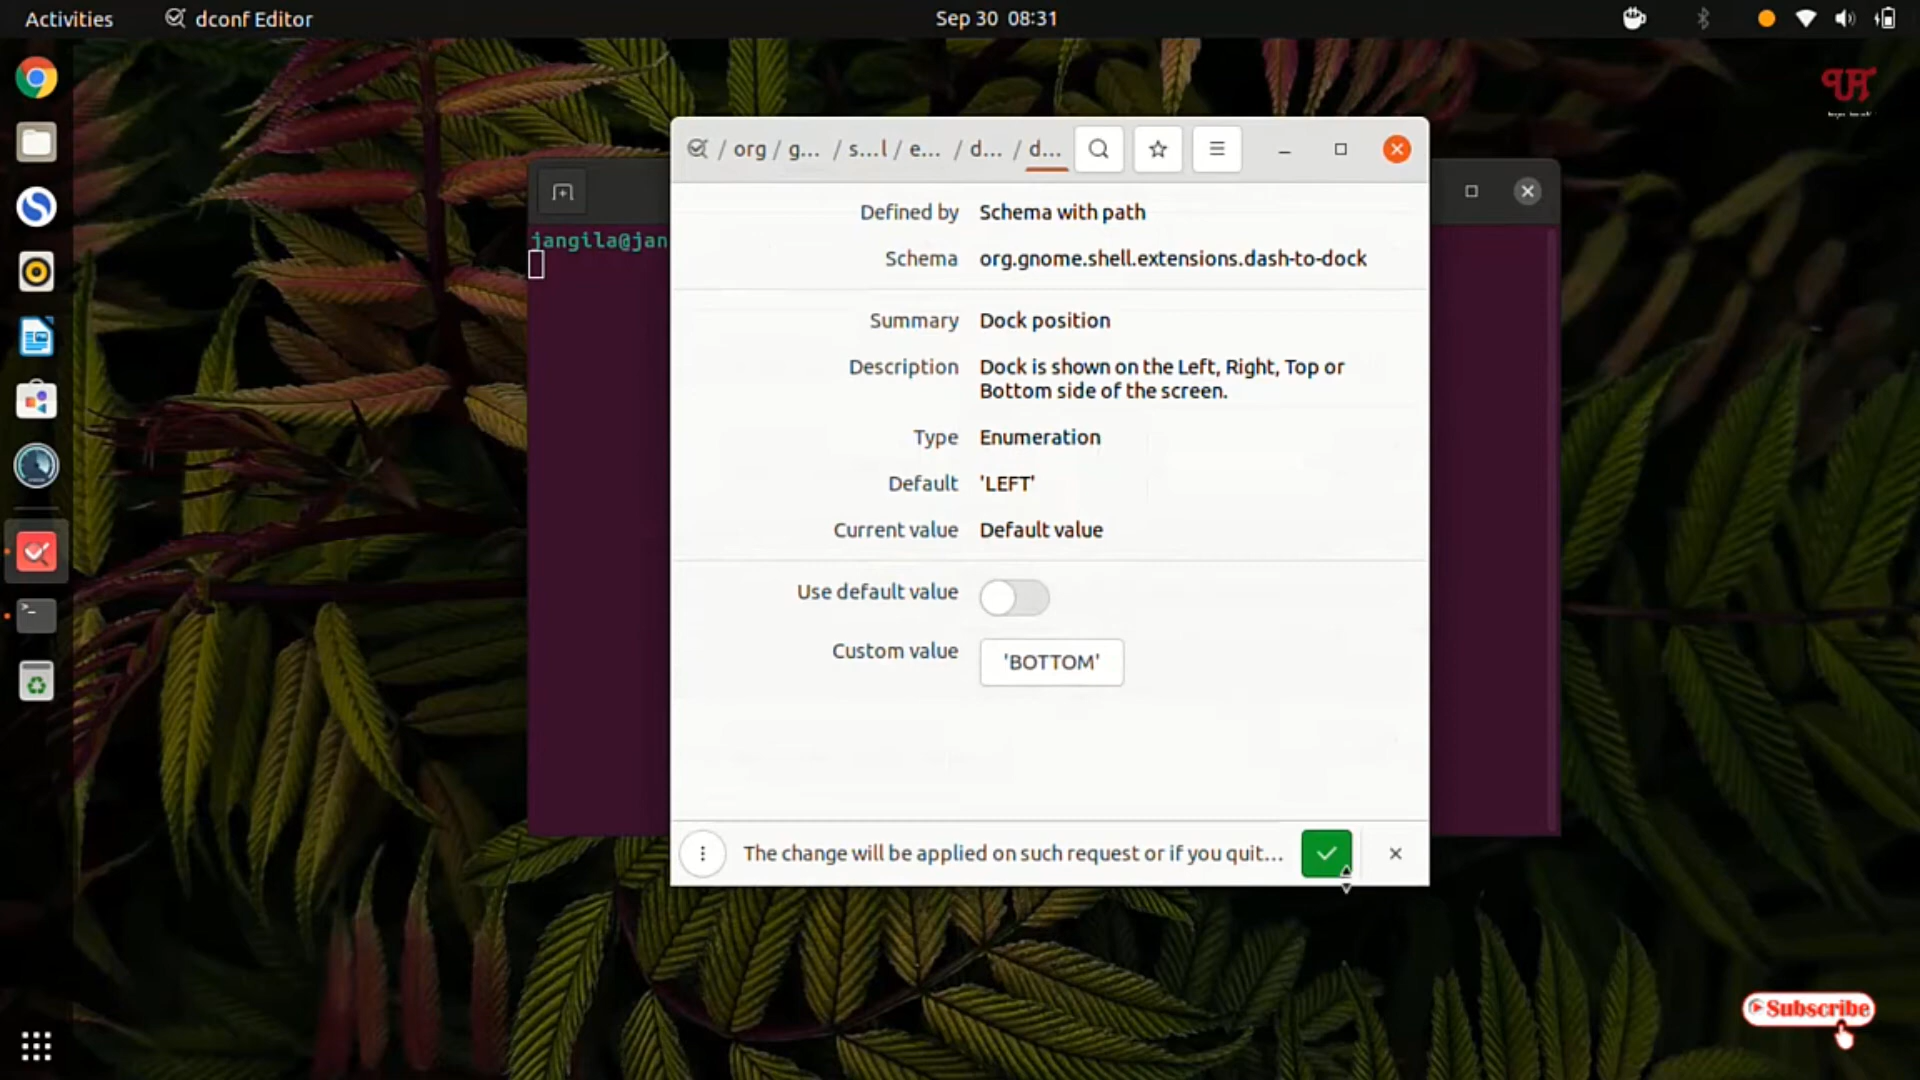 Activities
dconf Editor
Sep 30 08:31
/ org / g... / s...l / e... / d... / d...
jangila@jan
Defined by Schema with path
Schema org.gnome.shell.extensions.dash-to-dock
Summary Dock position
Description Dock is shown on the Left, Right, Top or
Bottom side of the screen.
Type Enumeration
Default 'LEFT'
Current value Default value
Use default value
Custom value 'BOTTOM'
The change will be applied on such request or if you quit...
Subscribe